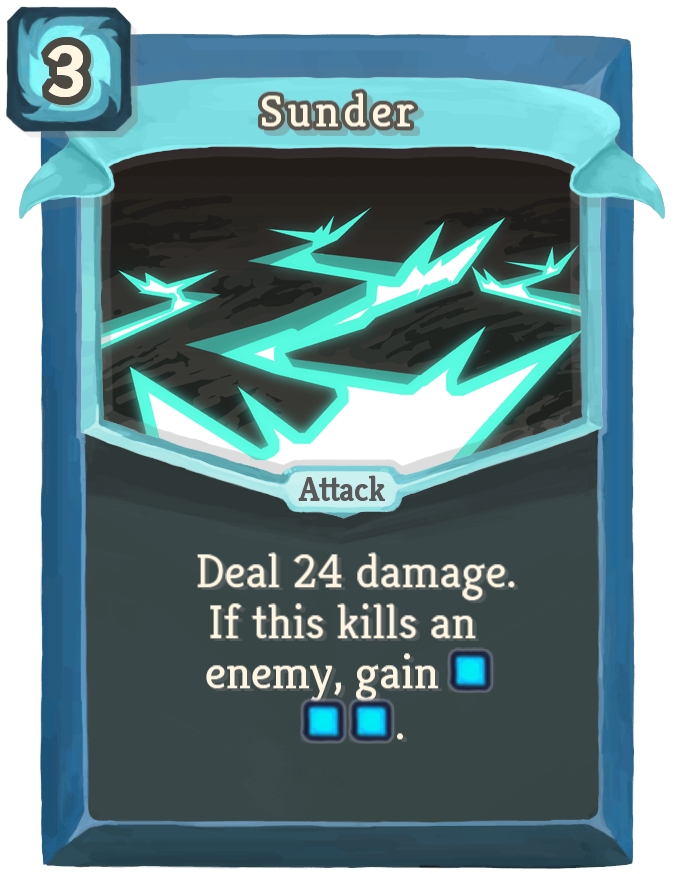 3
Sunder
Attack
Deal 24 damage.
If this kills an
enemy, gain
.